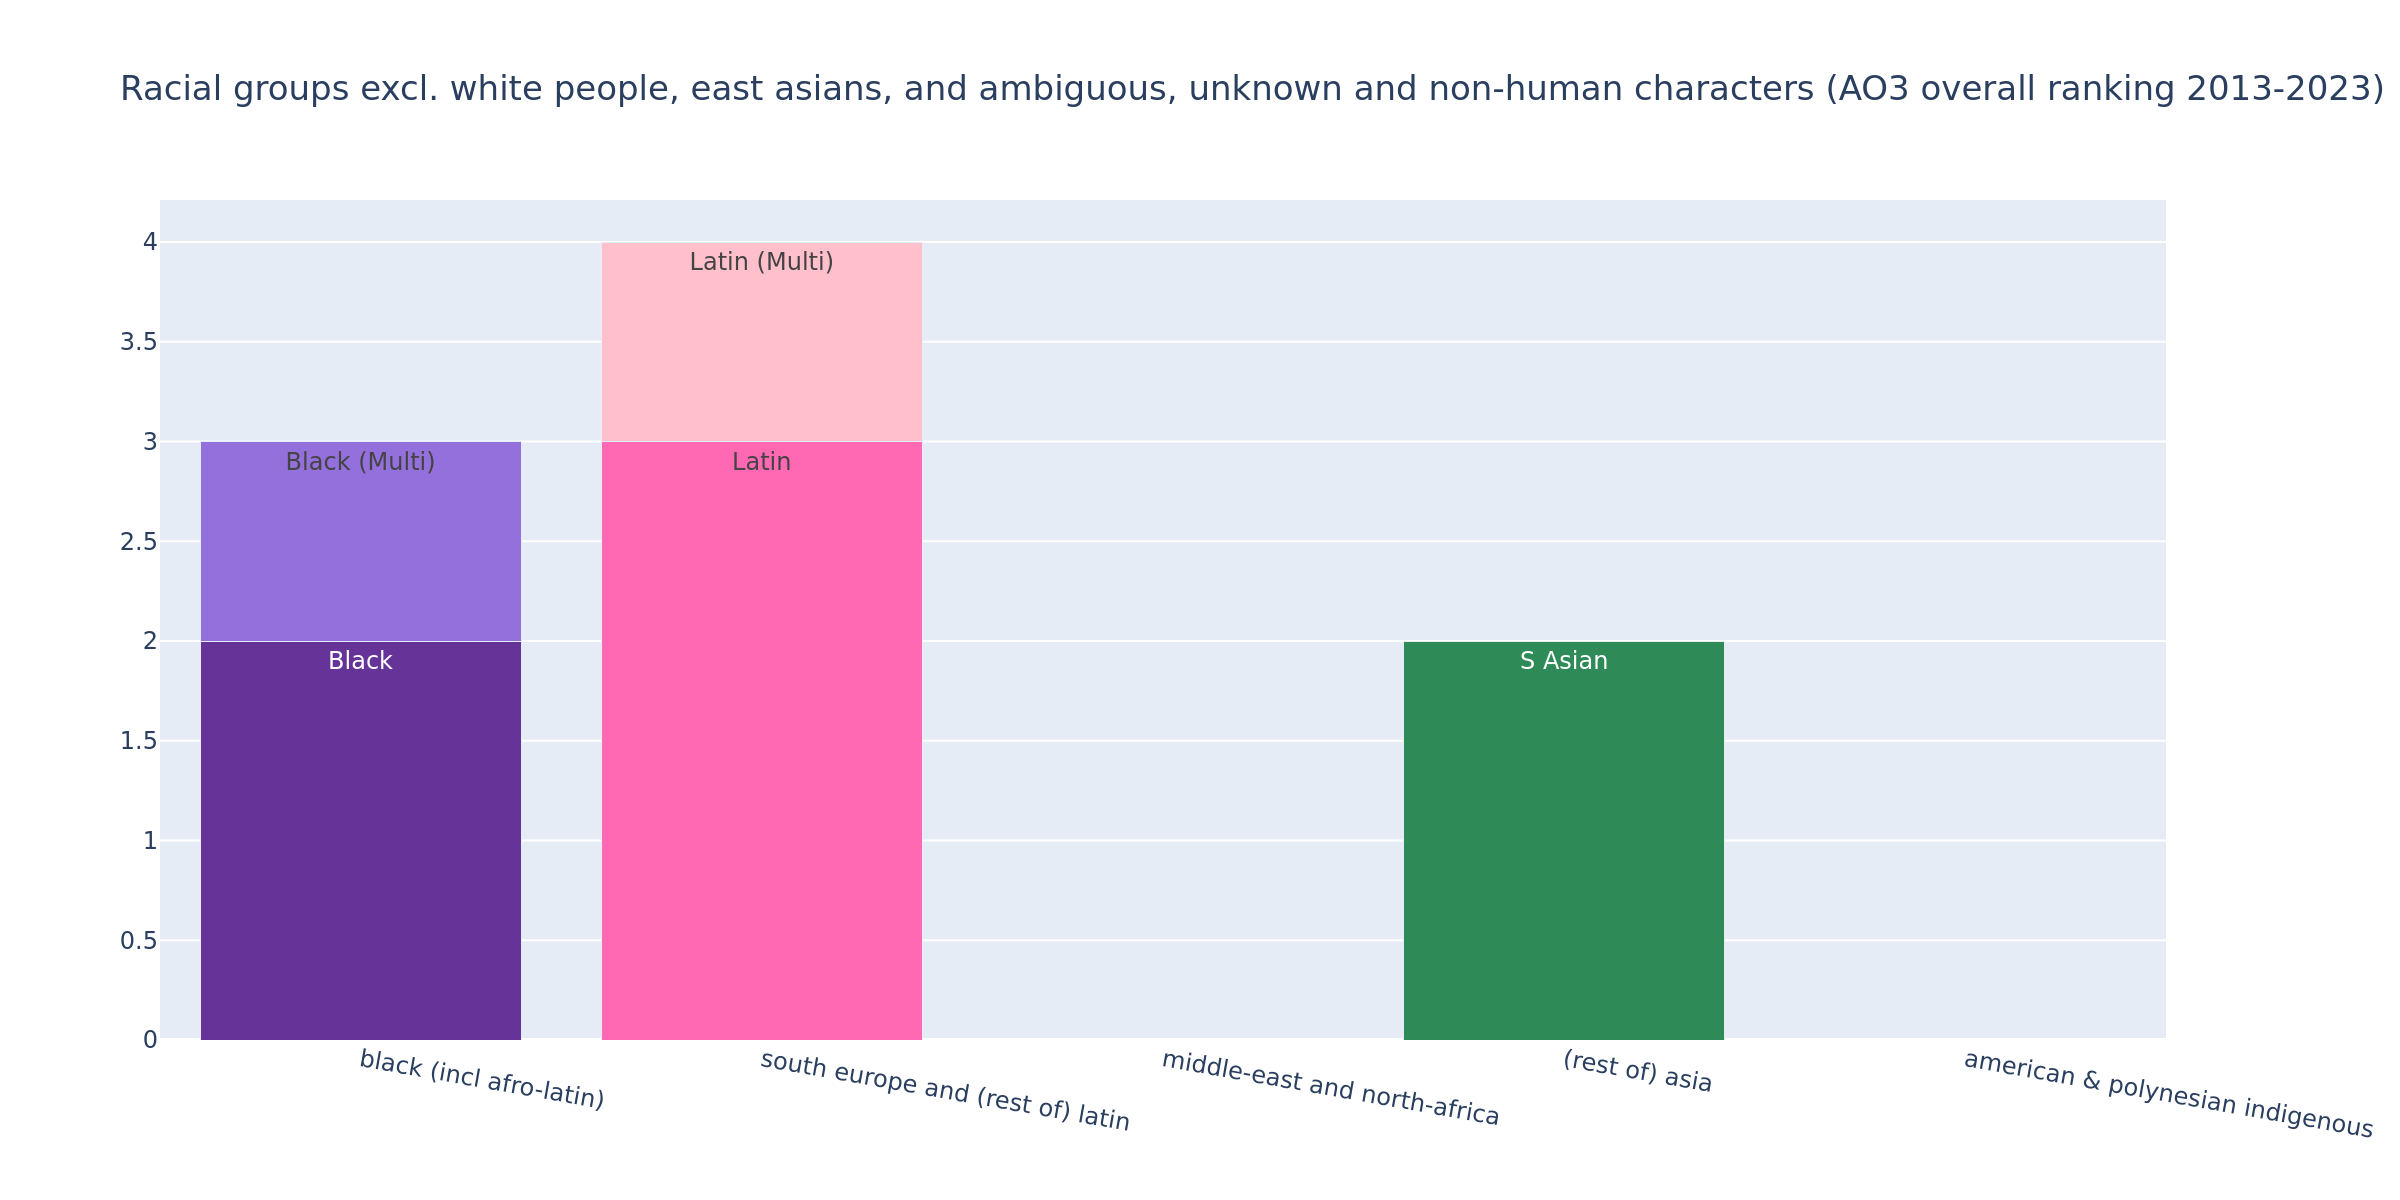 Racial groups excl. white people, east asians, and ambiguous, unknown and non-human characters (AO3 overall ranking 2013-2023)
4
3.5
3
2.5
2
1.5
1
0.5
0
Latin (Multi)
Black (Multi)
Latin
Black
S Asian
black (incl afro-latin)
south europe and (rest of) latin
middle-east and north-africa
(rest of) asia
american & polynesian indigenous